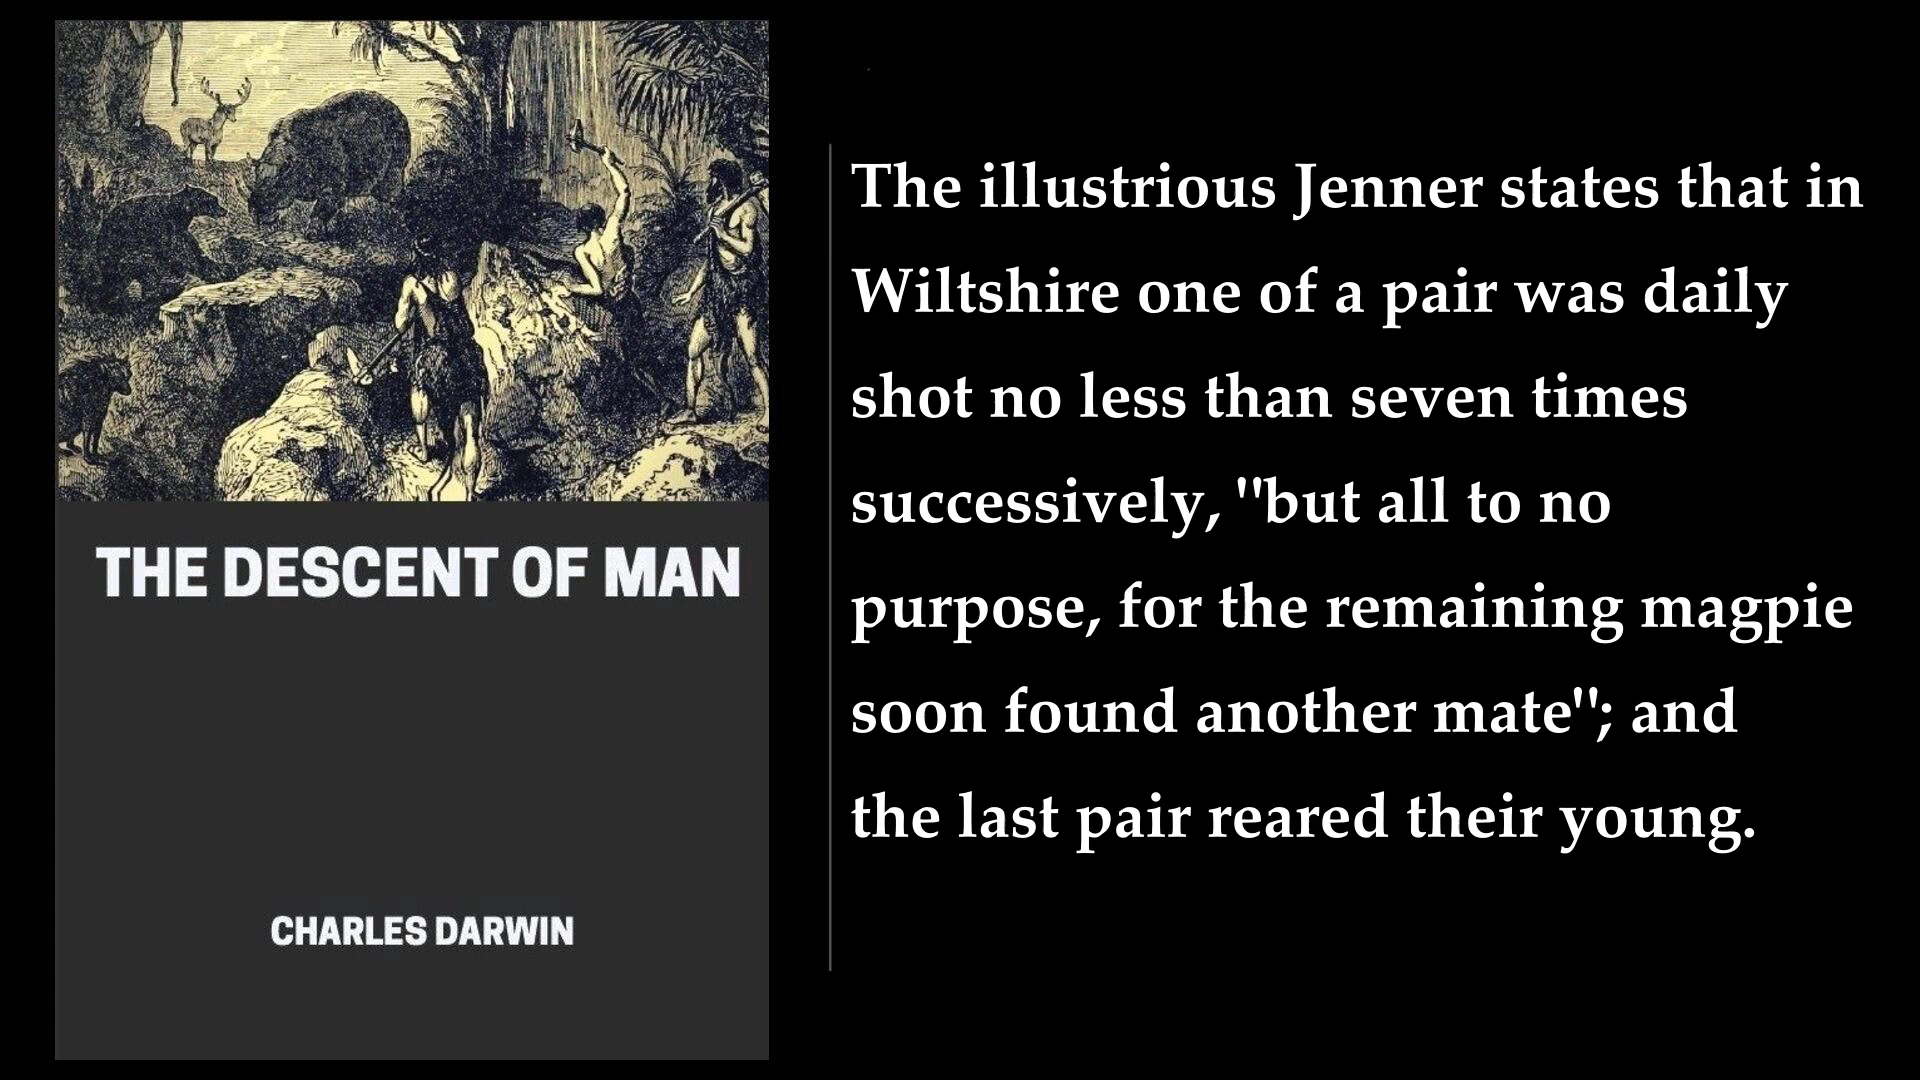 THE DESCENT OF MAN
CHARLES DARWIN
The illustrious Jenner states that in
Wiltshire one of a pair was daily
shot no less than seven times
successively, "but all to no
purpose, for the remaining magpie
soon found another mate"; and
the last pair reared their young.